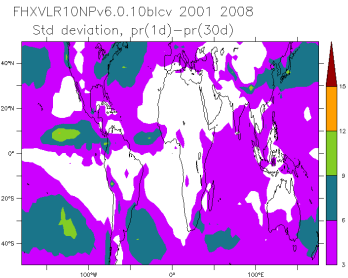 FHXVLR10NPv6.0.10blcv 2001 2008
Std deviation, pr(1d)-pr(30d)
40°N
20°N
0°
20°S
40°S
100°W 0° 100°E
15
12
9
6
3